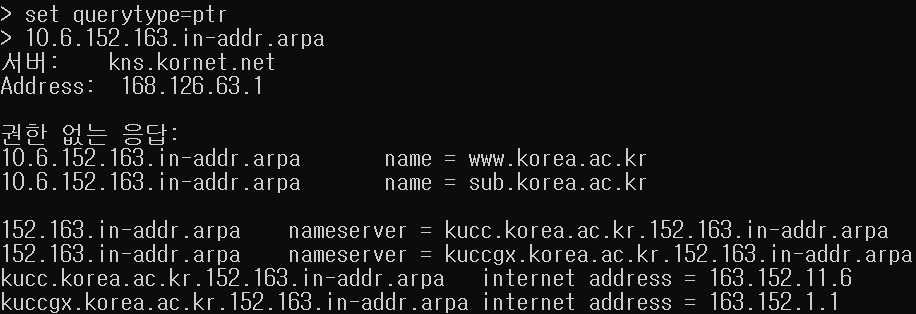 > set querytype=ptr
> 10.6.152.163.in-addr.arpa
서버:    kns.kornet.net
Address:  168.126.63.1

권한 없는 응답:
10.6.152.163.in-addr.arpa       name = www.korea.ac.kr
10.6.152.163.in-addr.arpa       name = sub.korea.ac.kr

152.163.in-addr.arpa    nameserver = kucc.korea.ac.kr.152.163.in-addr.arpa
152.163.in-addr.arpa    nameserver = kuccgx.korea.ac.kr.152.163.in-addr.arpa
kucc.korea.ac.kr.152.163.in-addr.arpa   internet address = 163.152.11.6
kuccgx.korea.ac.kr.152.163.in-addr.arpa internet address = 163.152.1.1